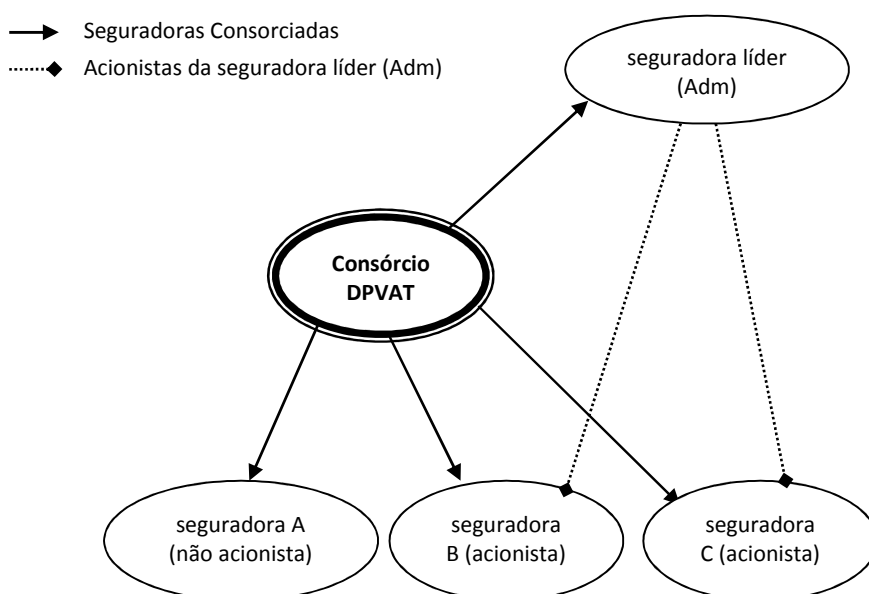 Seguradoras Consorciadas
Acionistas da seguradora líder (Adm)
seguradora líder
(Adm)
Consórcio
DPVAT
seguradora A
(não acionista)
seguradora
B (acionista)
seguradora
C (acionista)